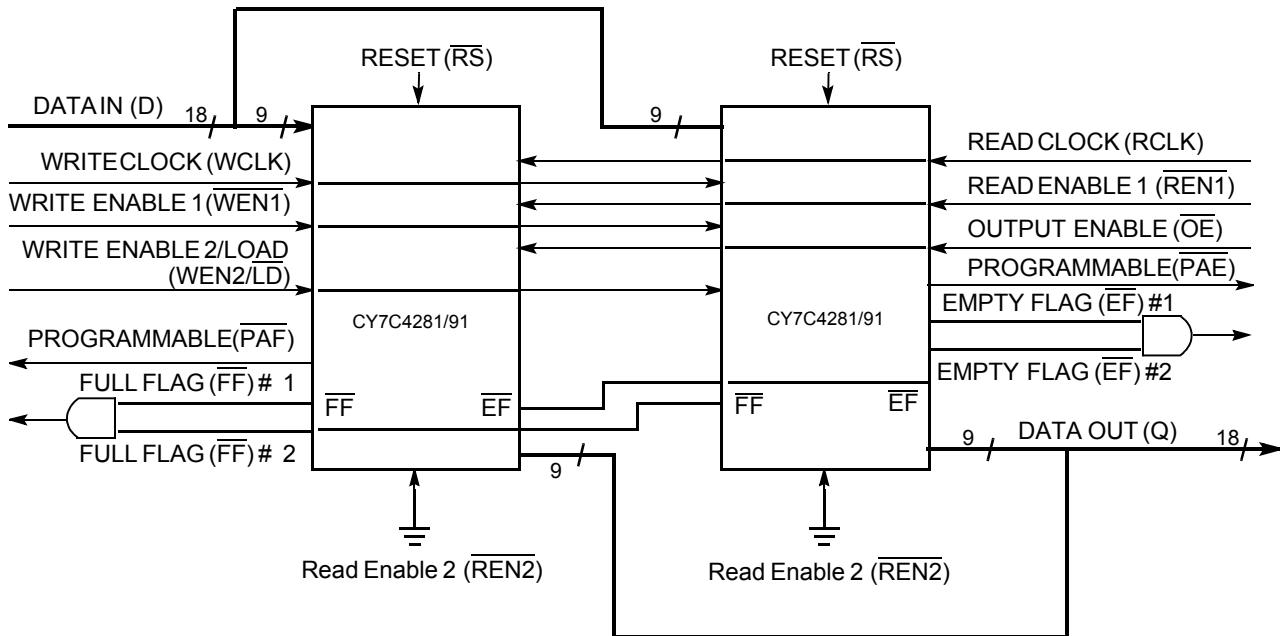 RESET (RS)
RESET (RS)
DATA IN (D)
18
9
9
READ CLOCK (RCLK)
WRITE CLOCK (WCLK)
READ ENABLE 1 (REN1)
WRITE ENABLE 1 (WEN1)
OUTPUT ENABLE (OE)
WRITE ENABLE 2/LOAD
(WEN2/LD)
PROGRAMMABLE (PAE)
EMPTY FLAG (EF) #1
CY7C4281/91
CY7C4281/91
PROGRAMMABLE (PAF)
EMPTY FLAG (EF) #2
FULL FLAG (FF) # 1
FF
EF
FF
EF
FULL FLAG (FF) # 2
9
DATA OUT (Q)
18
9
Read Enable 2 (REN2)
Read Enable 2 (REN2)